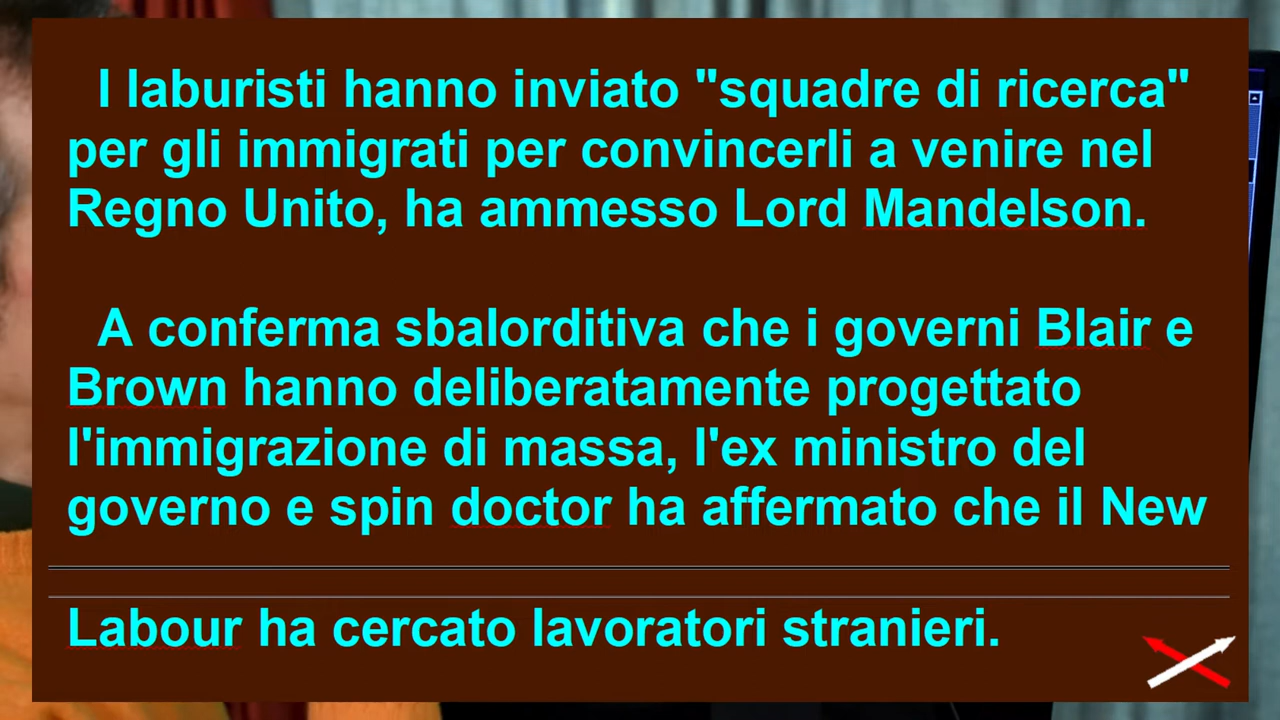 I laburisti hanno inviato "squadre di ricerca"
per gli immigrati per convincerli a venire nel
Regno Unito, ha ammesso Lord Mandelson.
A conferma sbalorditiva che i governi Blair e
Brown hanno deliberatamente progettato
l'immigrazione di massa, l'ex ministro del
governo e spin doctor ha affermato che il New
Labour ha cercato lavoratori stranieri.